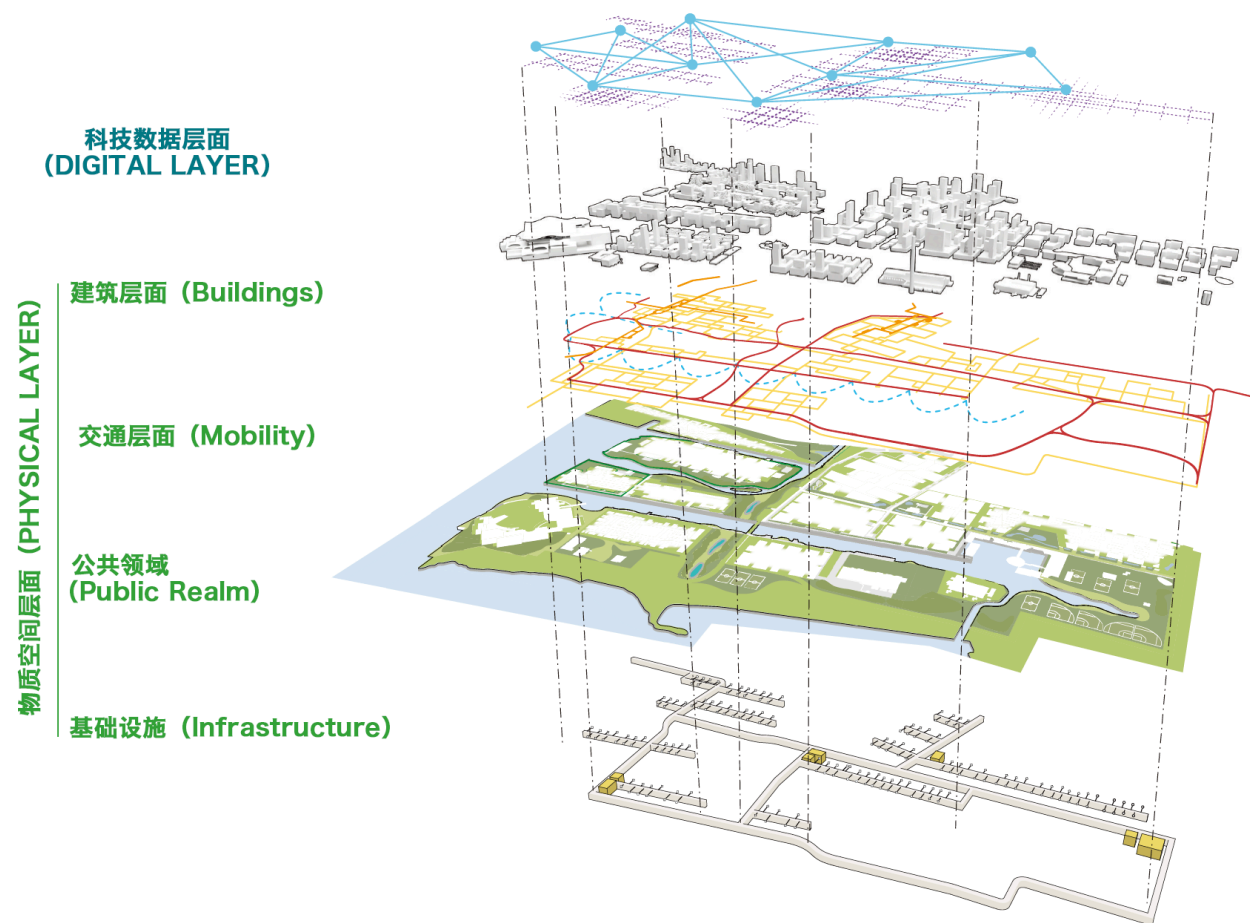 科技数据层面
(DIGITAL LAYER)
建筑层面 (Buildings)
交通层面 (Mobility)
公共领域
(Public Realm)
基础设施 (Infrastructure)
物质空间层面 (PHYSICAL LAYER)